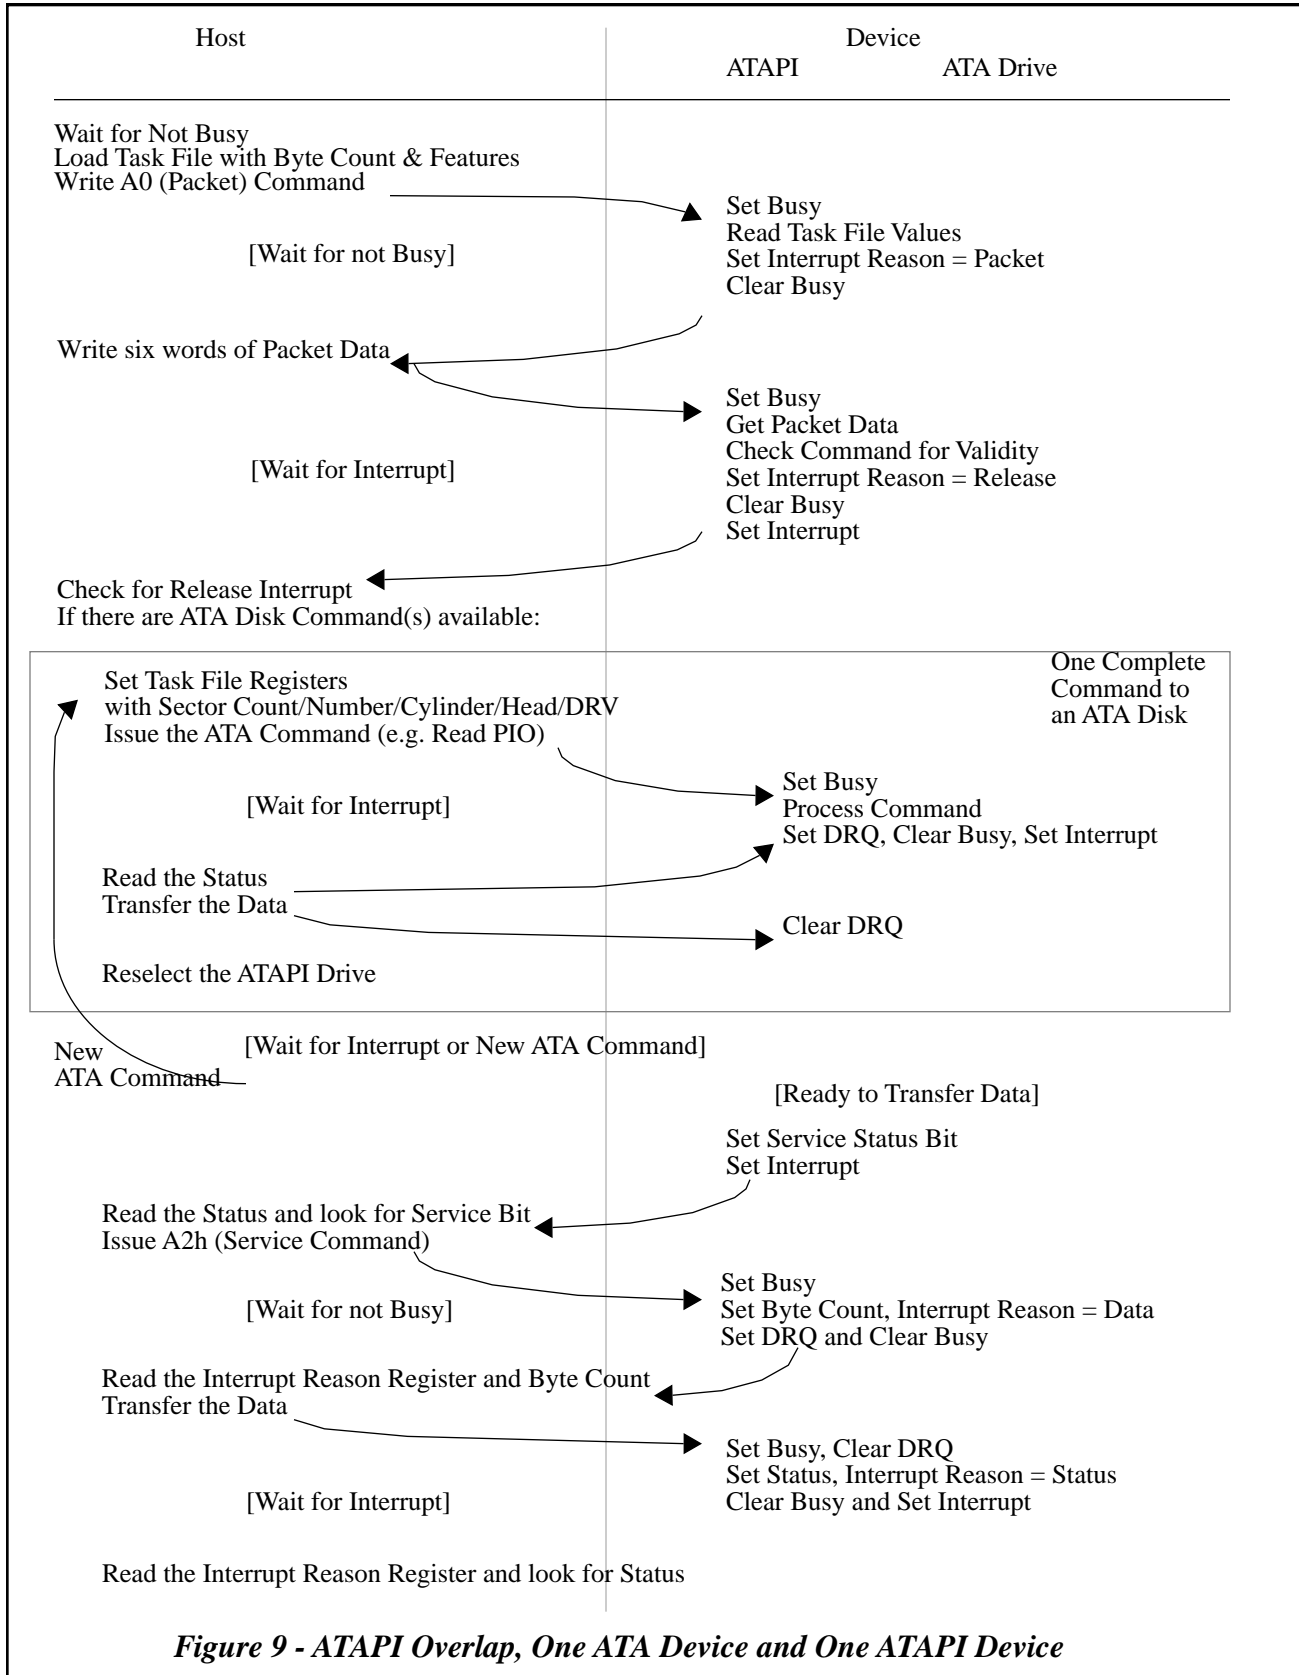 Host
Device
ATAPI
ATA Drive
Wait for Not Busy
Load Task File with Byte Count & Features
Write A0 (Packet) Command
Set Busy
Read Task File Values
Set Interrupt Reason = Packet
Clear Busy
[Wait for not Busy]
Write six words of Packet Data
Set Busy
Get Packet Data
Check Command for Validity
Set Interrupt Reason = Release
Clear Busy
Set Interrupt
[Wait for Interrupt]
Check for Release Interrupt
If there are ATA Disk Command(s) available:
One Complete
Command to
an ATA Disk
Set Task File Registers
with Sector Count/Number/Cylinder/Head/DRV
Issue the ATA Command (e.g. Read PIO)
Set Busy
Process Command
Set DRQ, Clear Busy, Set Interrupt
[Wait for Interrupt]
Read the Status
Transfer the Data
Clear DRQ
Reselect the ATAPI Drive
[Wait for Interrupt or New ATA Command]
New
ATA Command
[Ready to Transfer Data]
Set Service Status Bit
Set Interrupt
Read the Status and look for Service Bit
Issue A2h (Service Command)
Set Busy
Set Byte Count, Interrupt Reason = Data
Set DRQ and Clear Busy
[Wait for not Busy]
Read the Interrupt Reason Register and Byte Count
Transfer the Data
Set Busy, Clear DRQ
Set Status, Interrupt Reason = Status
Clear Busy and Set Interrupt
[Wait for Interrupt]
Read the Interrupt Reason Register and look for Status
Figure 9 - ATAPI Overlap, One ATA Device and One ATAPI Device